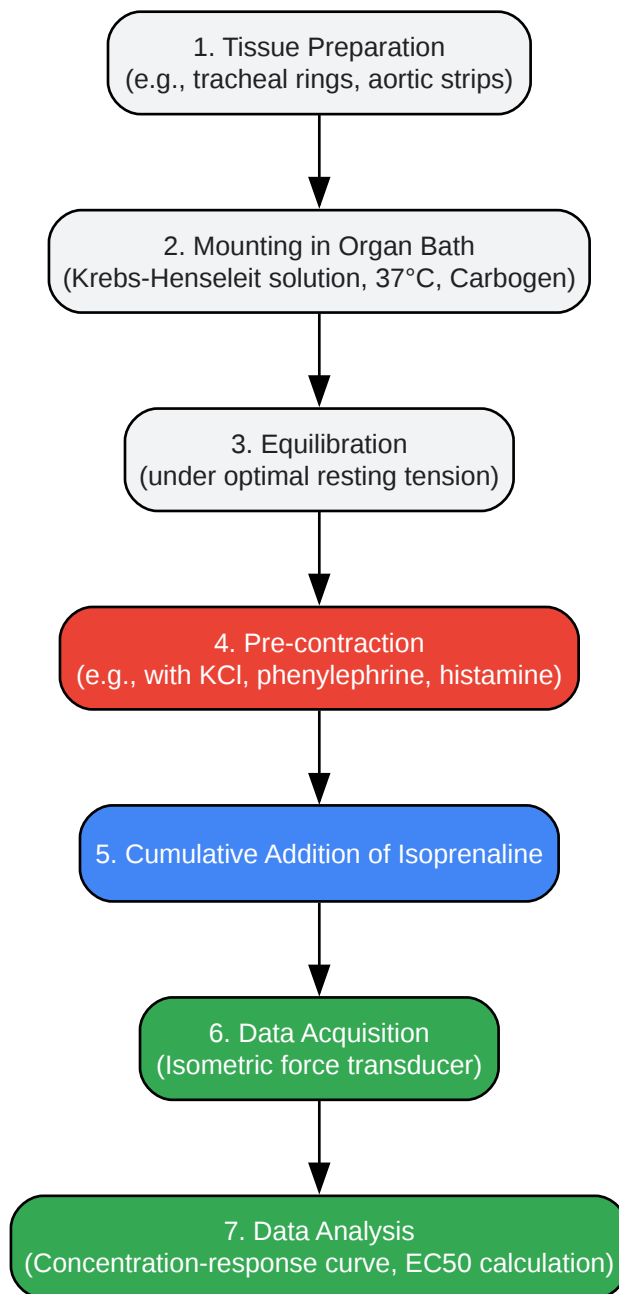 1. Tissue Preparation
(e.g., tracheal rings, aortic strips)
2. Mounting in Organ Bath
(Krebs-Henseleit solution, 37°C, Carbogen)
3. Equilibration
(under optimal resting tension)
4. Pre-contraction
(e.g., with KCl, phenylephrine, histamine)
5. Cumulative Addition of Isoprenaline
6. Data Acquisition
(Isometric force transducer)
7. Data Analysis
(Concentration-response curve, EC50 calculation)